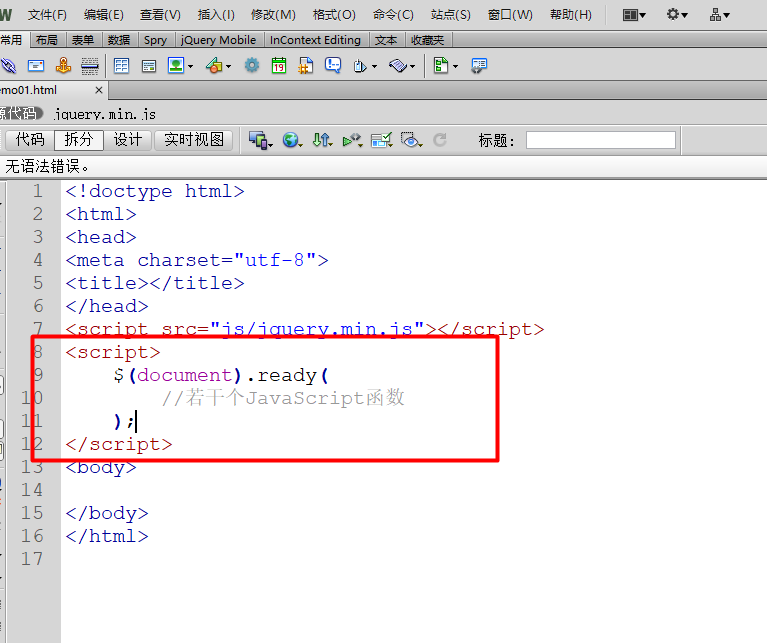 文件(F) 编辑(E) 查看(V) 插入(I) 修改(M) 格式(O) 命令(C) 站点(S) 窗口(W) 帮助(H)
常用 布局 表单 数据 Spry jQuery Mobile InContext Editing 文本 收藏夹
19
emo01.html ×
源代码 jquery.min.js
代码 拆分 设计 实时视图 标题:
无语法错误。
1 <!doctype html>
2 <html>
3 <head>
4 <meta charset="utf-8">
5 <title></title>
6 </head>
7 <script src="js/jquery.min.js"></script>
8 <script>
9 $(document).ready(
10 //若干个JavaScript函数
11 );
12 </script>
13 <body>
14
15 </body>
16 </html>
17